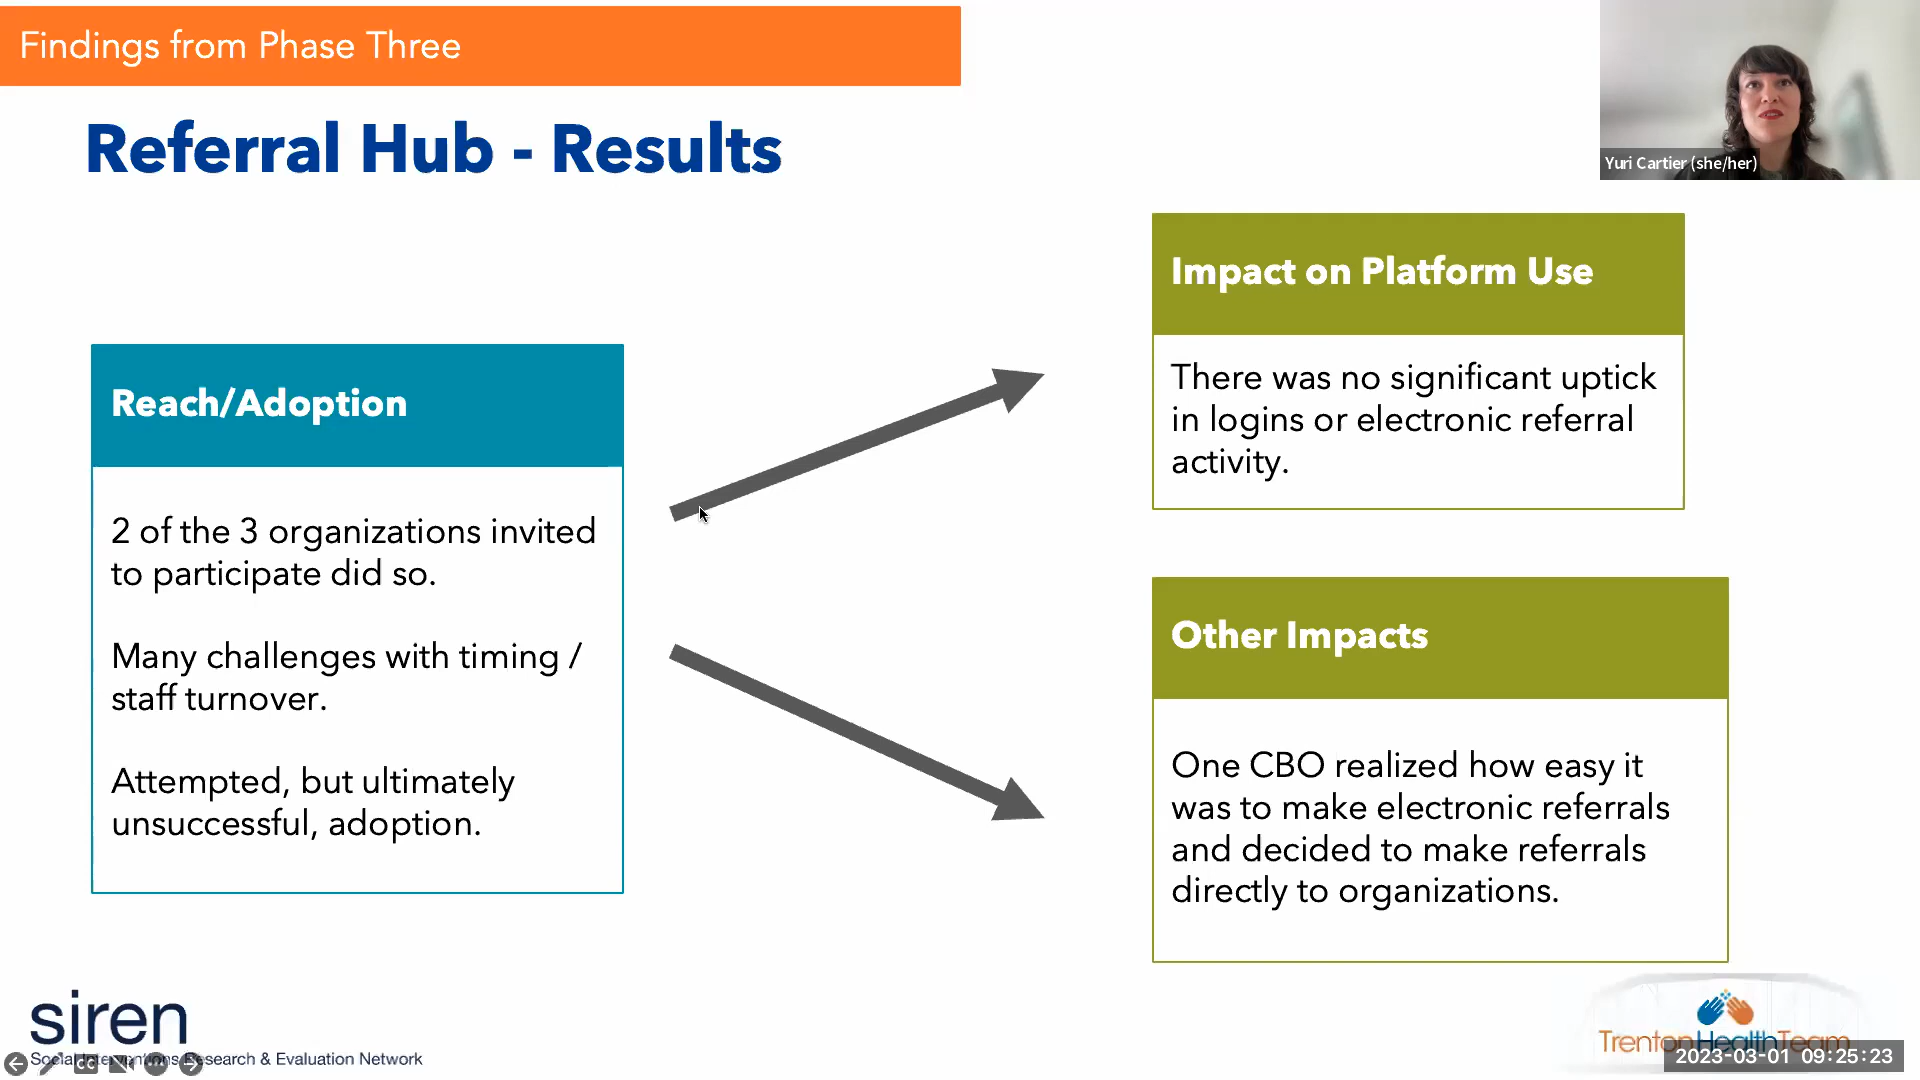 Findings from Phase Three
Referral Hub - Results
Yuri Cartier (she/her)
Reach/Adoption
2 of the 3 organizations invited
to participate did so.
Many challenges with timing /
staff turnover.
Attempted, but ultimately
unsuccessful, adoption.
Impact on Platform Use
There was no significant uptick
in logins or electronic referral
activity.
Other Impacts
One CBO realized how easy it
was to make electronic referrals
and decided to make referrals
directly to organizations.
siren
Social Interventions Research & Evaluation Network
CC
TrentonHealthTeam
2023-03-01 09:25:23